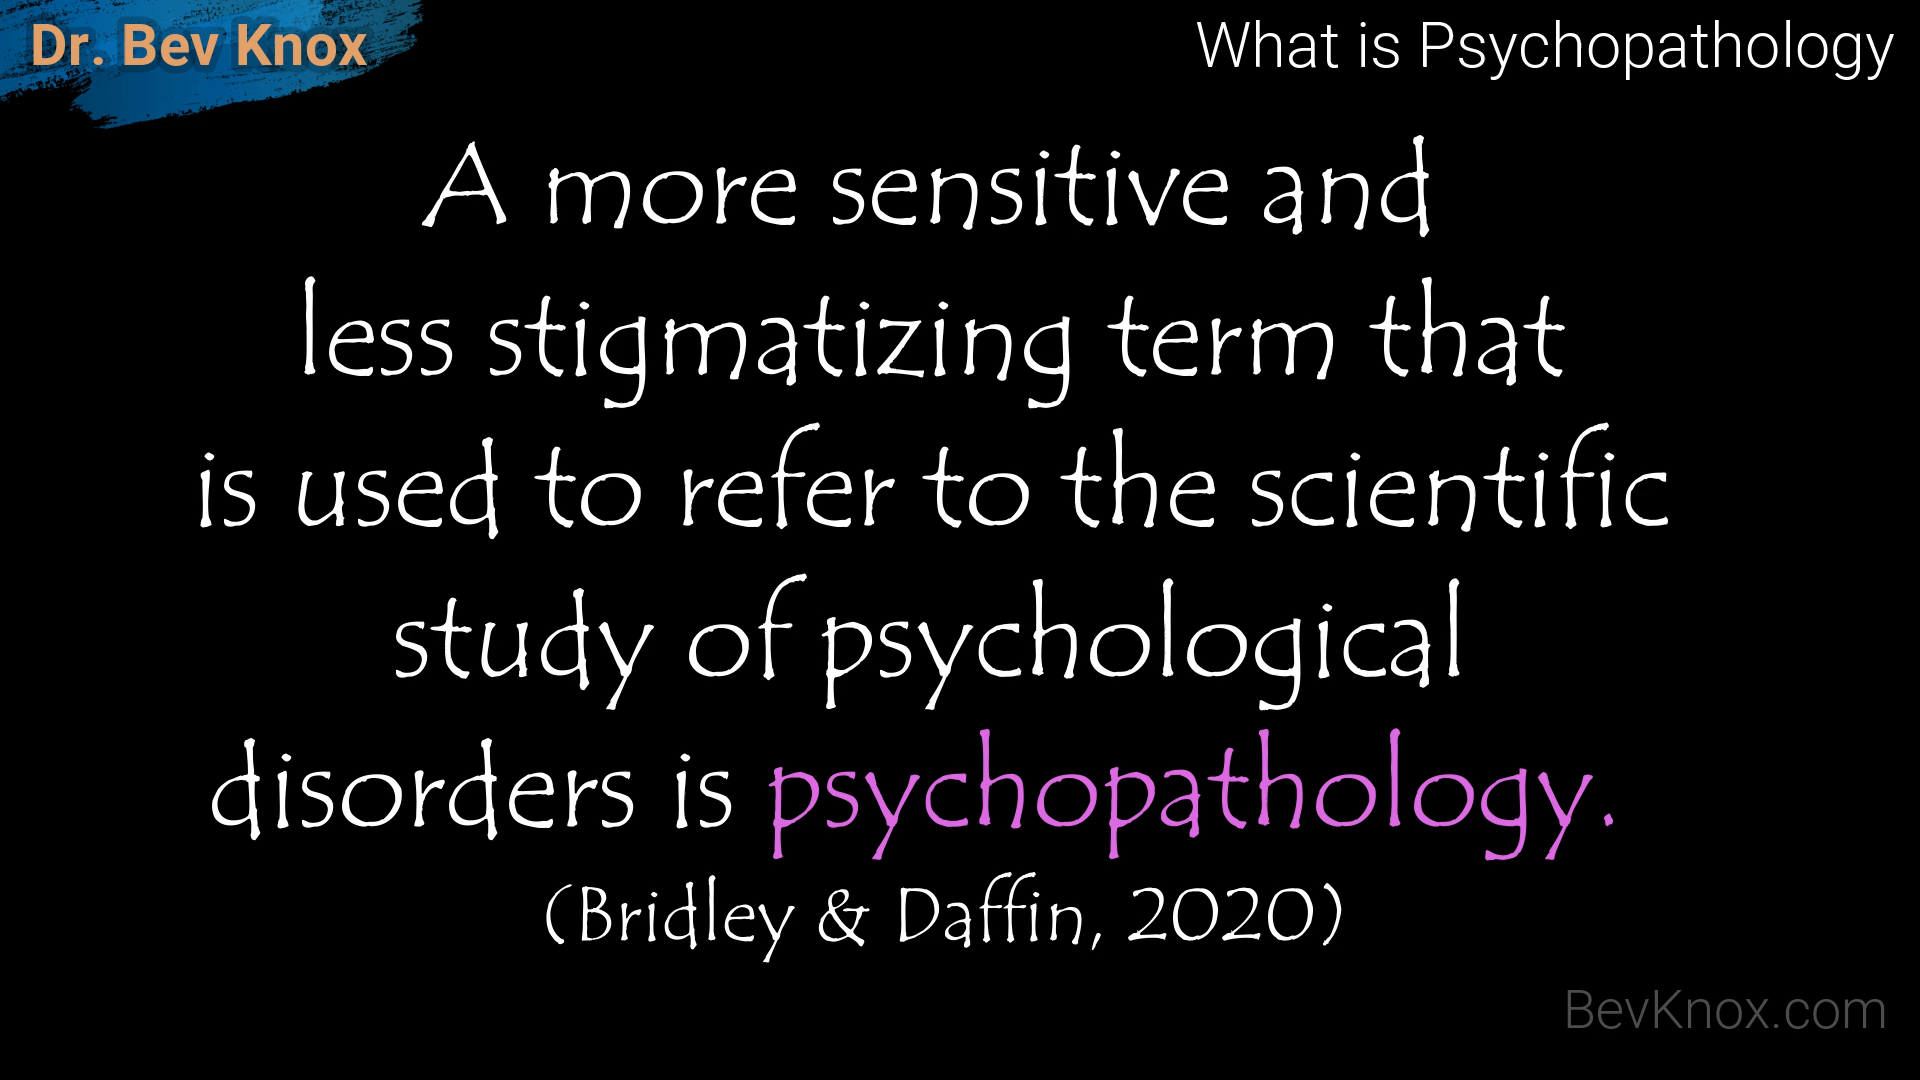 Dr. Bev Knox
What is Psychopathology
A more sensitive and
less stigmatizing term that
is used to refer to the scientific
study of psychological
disorders is psychopathology.
(Bridley & Daffin, 2020)
BevKnox.com